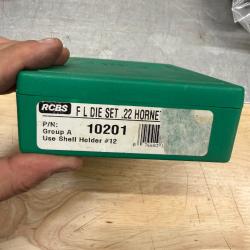 RCBS F L DIE SET .22 HORNE
P/N: 10201
Group A
Use Shell Holder #12